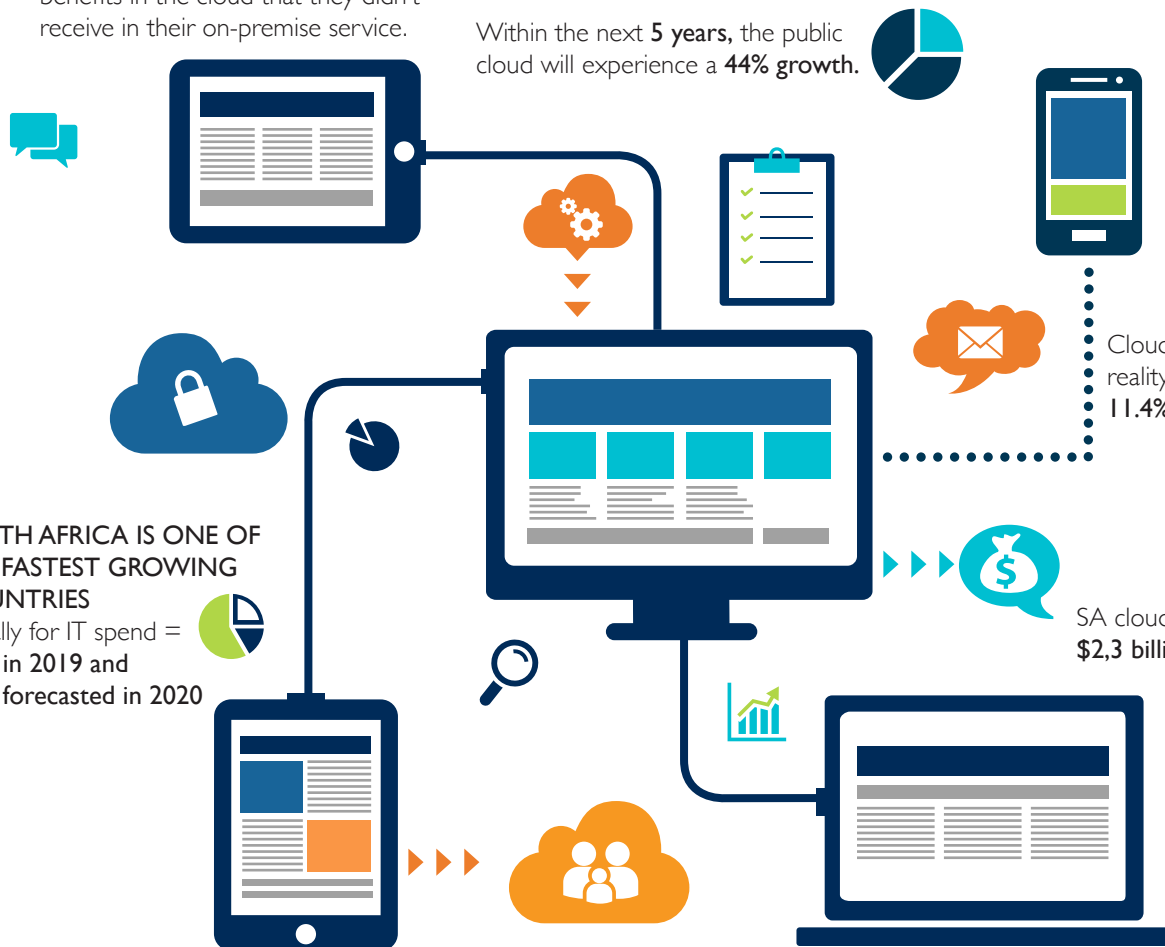 receive in their on-premise service.
Within the next 5 years, the public
cloud will experience a 44% growth.
Cloud
reality
11.4%
TH AFRICA IS ONE OF
FASTEST GROWING
UNTRIES
lly for IT spend =
in 2019 and
forecasted in 2020
SA cloud
$2,3 billi